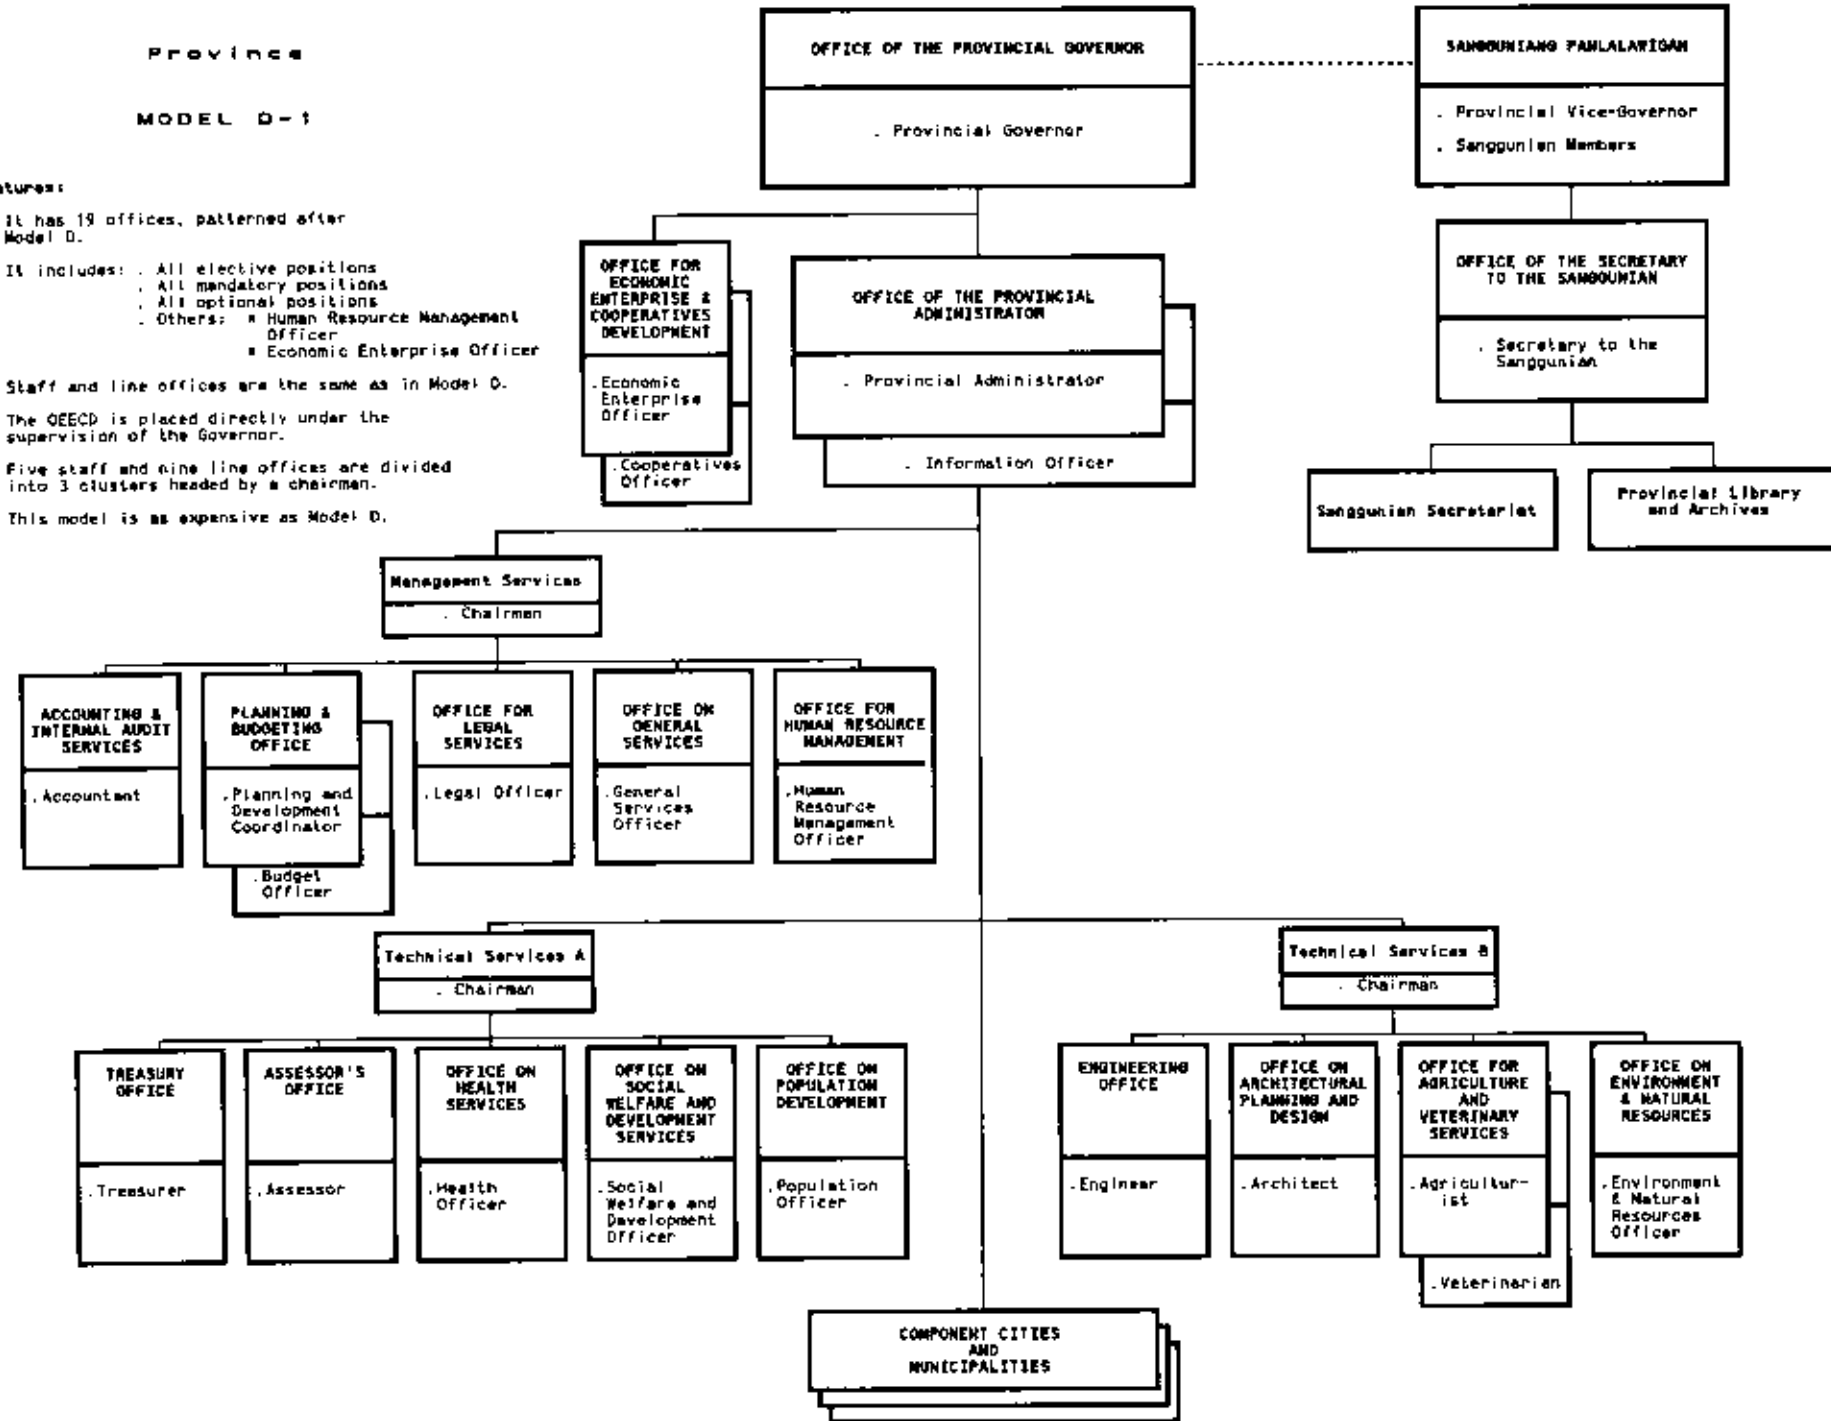 Province
MODEL D-1
atures:
It has 19 offices, patterned after
Model D.
It includes: . All elective positions
. All mandatory positions
. All optional positions
. Others: * Human Resource Management
Officer
* Economic Enterprise Officer
Staff and line offices are the same as in Model D.
The OEECD is placed directly under the
supervision of the Governor.
Five staff and nine line offices are divided
into 3 clusters headed by a chairman.
This model is as expensive as Model D.
OFFICE OF THE PROVINCIAL GOVERNOR
. Provincial Governor
SANGGUNIANG PANLALAWIGAN
. Provincial Vice-Governor
. Sanggunian Members
OFFICE OF THE SECRETARY
TO THE SANGGUNIAN
. Secretary to the
Sanggunian
Sanggunian Secretariat
Provincial Library
and Archives
OFFICE FOR
ECONOMIC
ENTERPRISE &
COOPERATIVES
DEVELOPMENT
. Economic
Enterprise
Officer
. Cooperatives
Officer
OFFICE OF THE PROVINCIAL
ADMINISTRATOR
. Provincial Administrator
. Information Officer
Management Services
. Chairman
ACCOUNTING &
INTERNAL AUDIT
SERVICES
. Accountant
PLANNING &
BUDGETING
OFFICE
. Planning and
Development
Coordinator
. Budget
Officer
OFFICE FOR
LEGAL
SERVICES
. Legal Officer
OFFICE ON
GENERAL
SERVICES
. General
Services
Officer
OFFICE FOR
HUMAN RESOURCE
MANAGEMENT
. Human
Resource
Management
Officer
Technical Services A
. Chairman
TREASURY
OFFICE
. Treasurer
ASSESSOR'S
OFFICE
. Assessor
OFFICE ON
HEALTH
SERVICES
. Health
Officer
OFFICE ON
SOCIAL
WELFARE AND
DEVELOPMENT
SERVICES
. Social
Welfare and
Development
Officer
OFFICE ON
POPULATION
DEVELOPMENT
. Population
Officer
Technical Services B
. Chairman
ENGINEERING
OFFICE
. Engineer
OFFICE ON
ARCHITECTURAL
PLANNING AND
DESIGN
. Architect
OFFICE FOR
AGRICULTURE
AND
VETERINARY
SERVICES
. Agricultur-
ist
. Veterinarian
OFFICE ON
ENVIRONMENT
& NATURAL
RESOURCES
. Environment
& Natural
Resources
Officer
COMPONENT CITIES
AND
MUNICIPALITIES